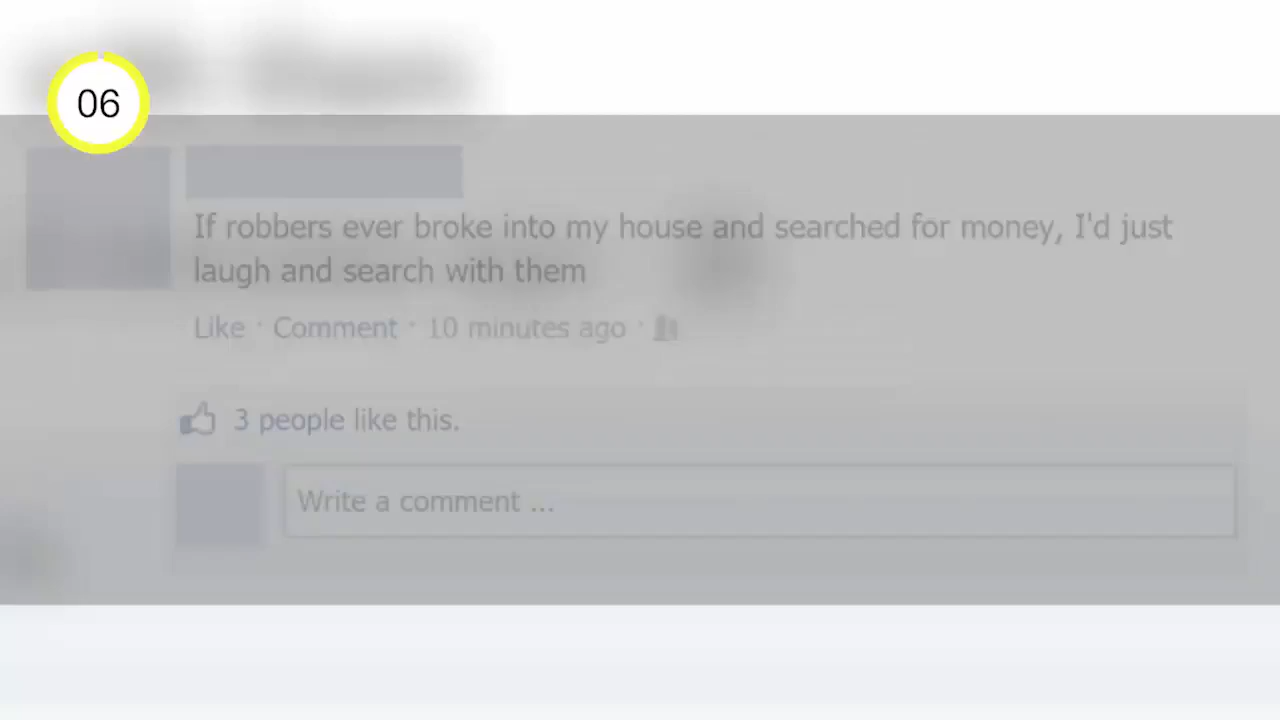 06
If robbers ever broke into my house and searched for money, I'd just
laugh and search with them
Like · Comment · 10 minutes ago ·
3 people like this.
Write a comment ...